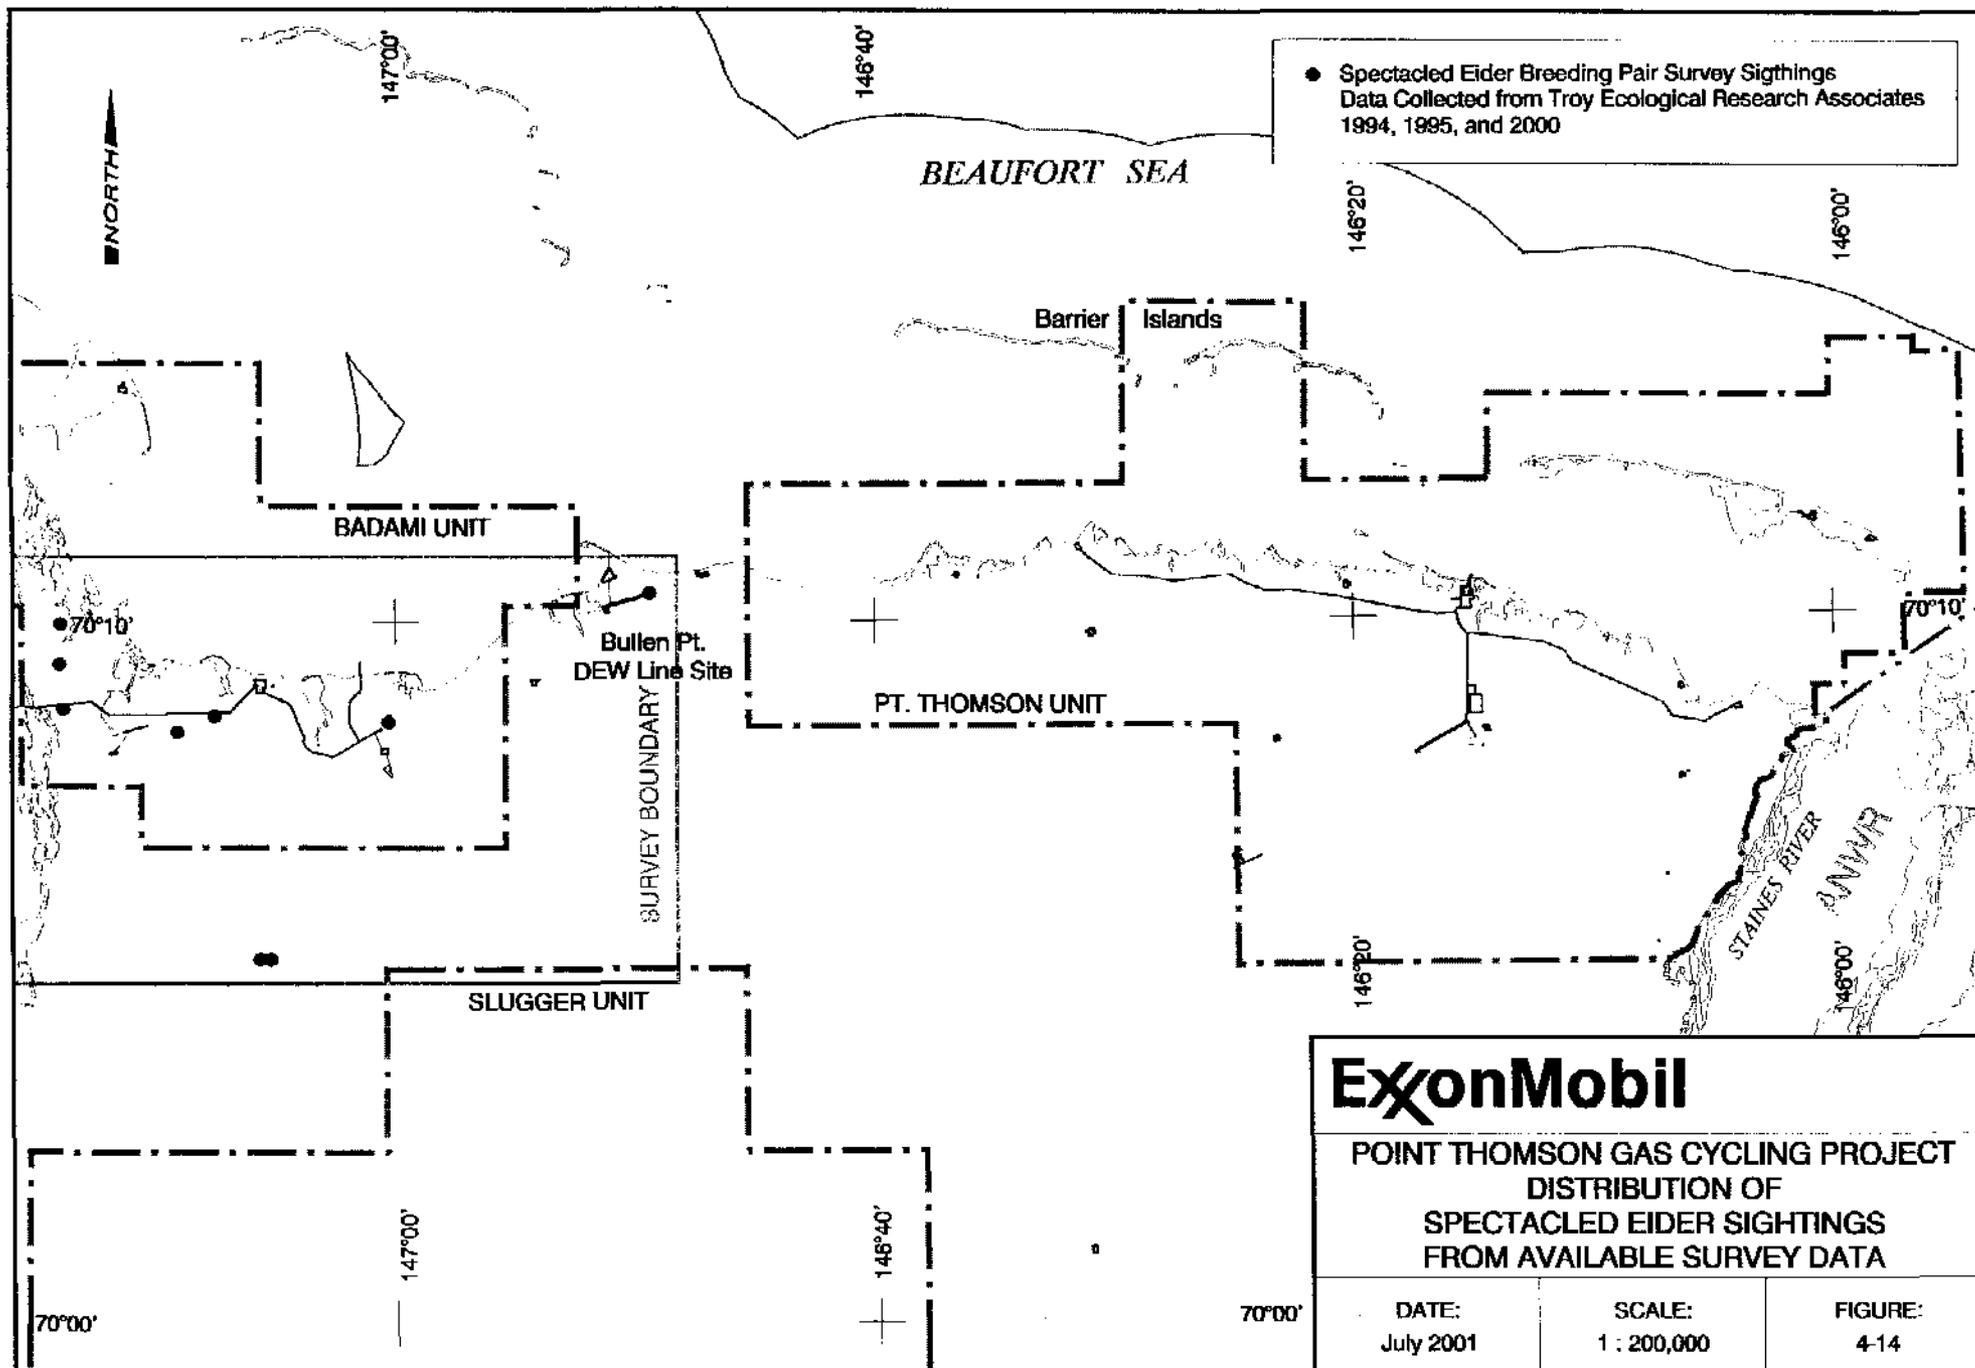 147°00'
146°40'
● Spectacled Eider Breeding Pair Survey Sigthings
Data Collected from Troy Ecological Research Associates
1994, 1995, and 2000
NORTH
BEAUFORT SEA
146°20'
146°00'
Barrier Islands
BADAMI UNIT
70°10'
70°10'
Bullen Pt.
DEW Line Site
PT. THOMSON UNIT
SURVEY BOUNDARY
STAINES RIVER
ANWR
SLUGGER UNIT
146°20'
146°00'
147°00'
146°40'
70°00'
70°00'
ExxonMobil
POINT THOMSON GAS CYCLING PROJECT
DISTRIBUTION OF
SPECTACLED EIDER SIGHTINGS
FROM AVAILABLE SURVEY DATA
DATE:
July 2001
SCALE:
1 : 200,000
FIGURE:
4-14